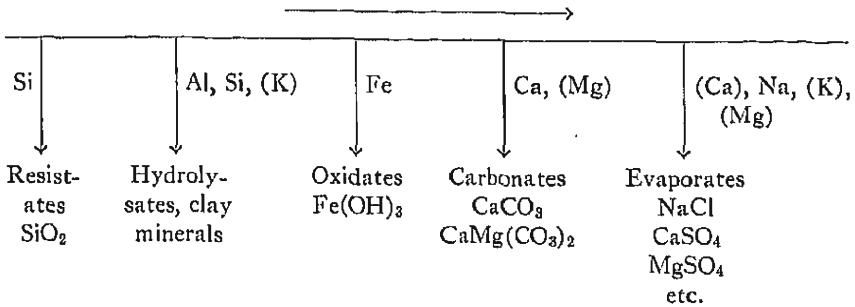 Si
Al, Si, (K)
Fe
Ca, (Mg)
(Ca), Na, (K),
(Mg)
Resist-
ates
SiO₂
Hydroly-
sates, clay
minerals
Oxidates
Fe(OH)₃
Carbonates
CaCO₃
CaMg(CO₃)₂
Evaporates
NaCl
CaSO₄
MgSO₄
etc.